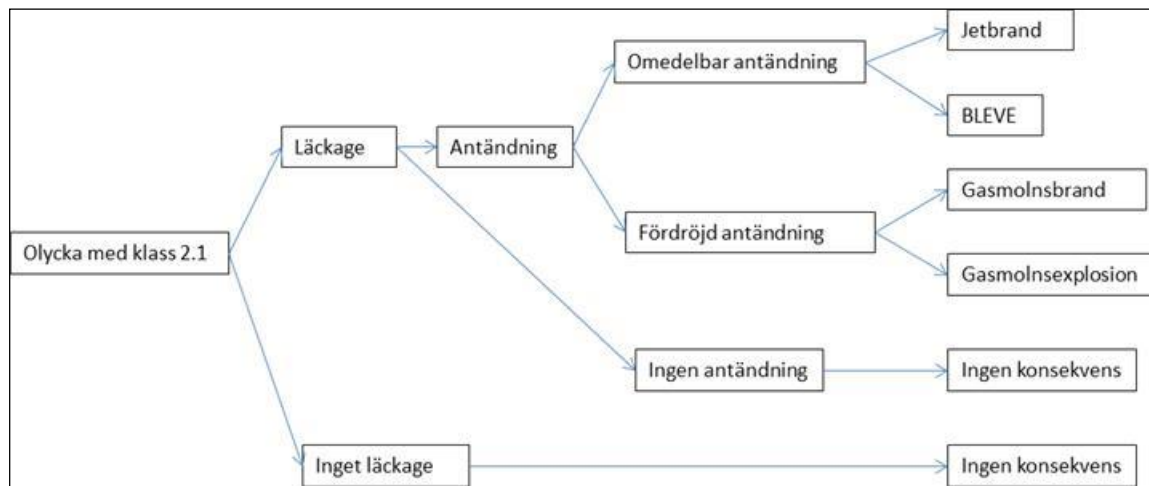 Jetbrand
Omedelbar antändning
BLEVE
Läckage
Antändning
Gasmolnsbrand
Fördröjd antändning
Olycka med klass 2.1
Gasmolnsexplosion
Ingen antändning
Ingen konsekvens
Inget läckage
Ingen konsekvens